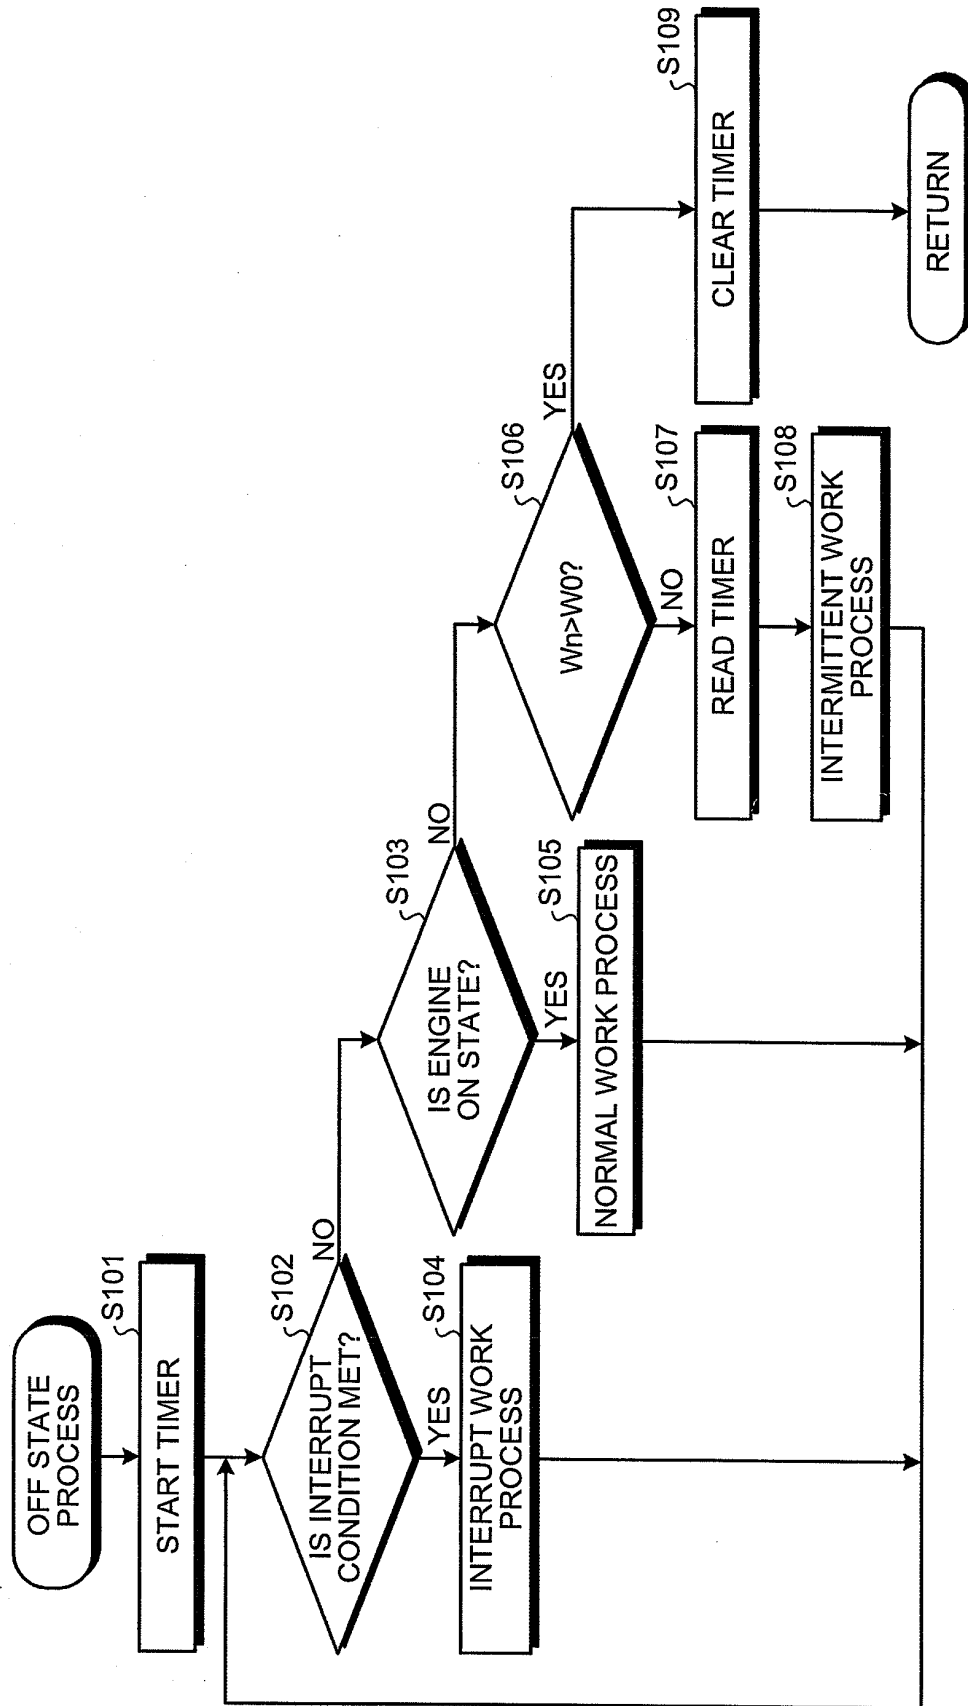 OFF STATE
PROCESS
S101
START TIMER
S102
IS INTERRUPT
CONDITION MET?
NO
YES
S104
INTERRUPT WORK
PROCESS
S103
IS ENGINE
ON STATE?
NO
YES
S105
NORMAL WORK PROCESS
S106
Wn>W0?
YES
NO
S107
READ TIMER
S108
INTERMITTENT WORK
PROCESS
S109
CLEAR TIMER
RETURN